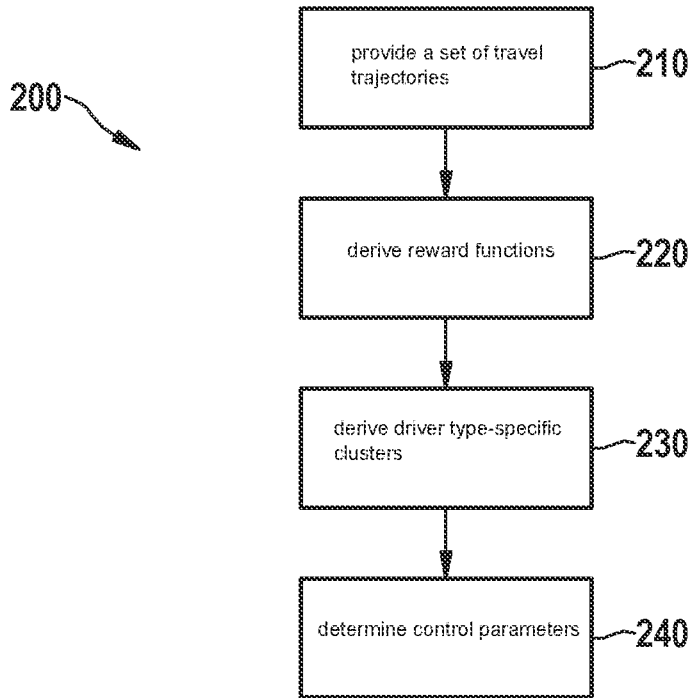 provide a set of travel
trajectories
210
200
derive reward functions
220
derive driver type-specific
clusters
230
determine control parameters
240